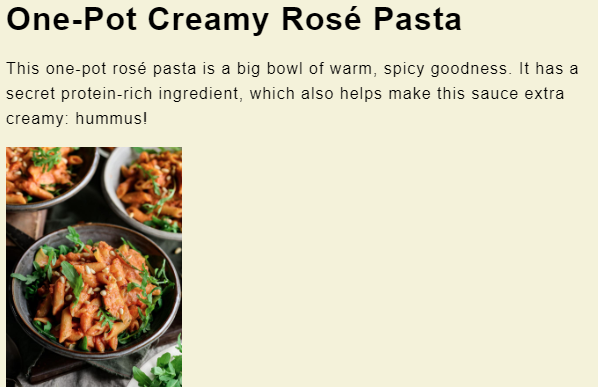 One-Pot Creamy Rosé Pasta
This one-pot rosé pasta is a big bowl of warm, spicy goodness. It has a
secret protein-rich ingredient, which also helps make this sauce extra
creamy: hummus!